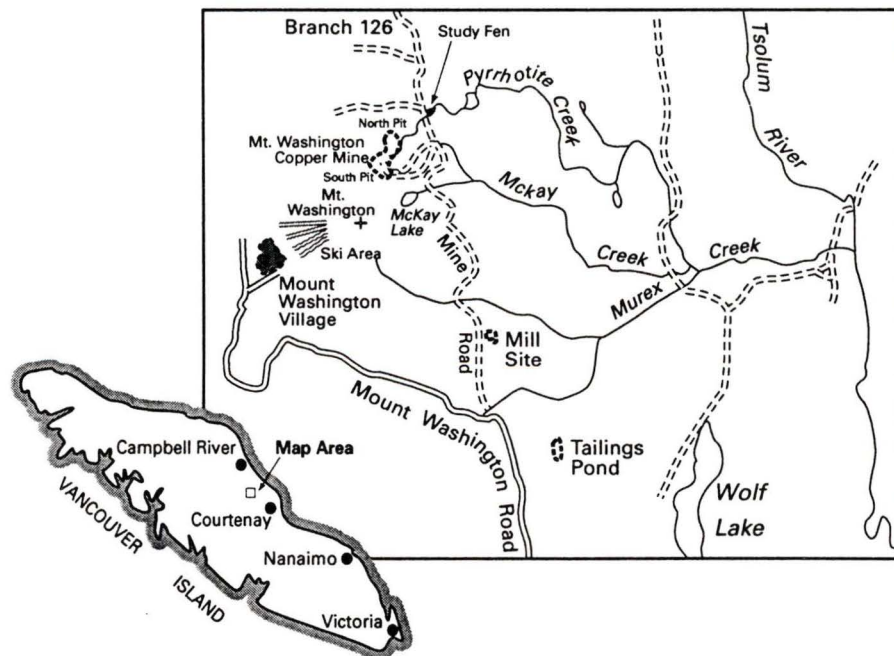 Branch 126
Study Fen
Tsolum
River
Pyrrhotite
Creek
North Pit
Mt. Washington
Copper Mine
South Pit
Mt.
Washington
McKay
Lake
Mckay
Creek
Mine
Road
Ski Area
Mount
Washington
Village
Murex
Creek
Mill
Site
Mount Washington
Road
Tailings
Pond
Wolf
Lake
Campbell River
Map Area
Courtenay
VANCOUVER
ISLAND
Nanaimo
Victoria